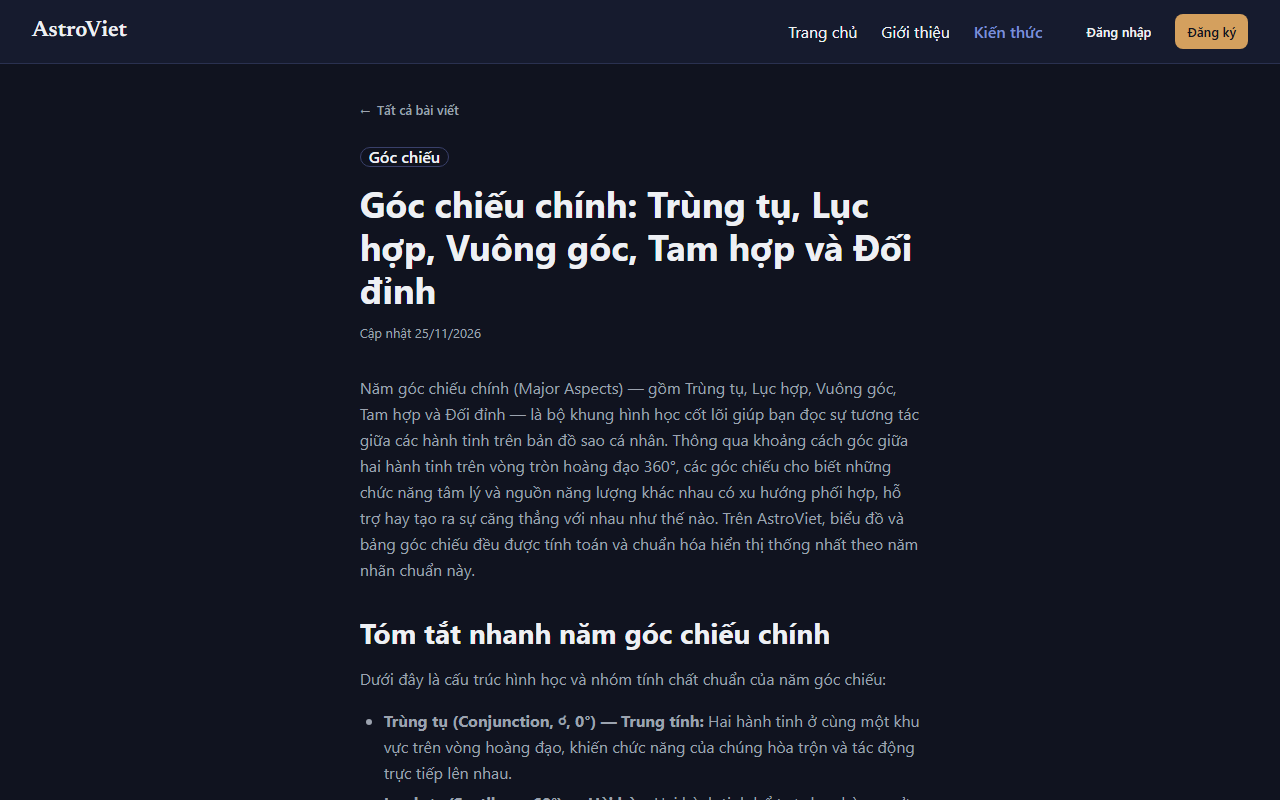 AstroViet
Trang chủ
Giới thiệu
Kiến thức
Đăng nhập
Đăng ký
← Tất cả bài viết
Góc chiếu
Góc chiếu chính: Trùng tụ, Lục
hợp, Vuông góc, Tam hợp và Đối
đỉnh
Cập nhật 25/11/2026
Năm góc chiếu chính (Major Aspects) — gồm Trùng tụ, Lục hợp, Vuông góc,
Tam hợp và Đối đỉnh — là bộ khung hình học cốt lõi giúp bạn đọc sự tương tác
giữa các hành tinh trên bản đồ sao cá nhân. Thông qua khoảng cách góc giữa
hai hành tinh trên vòng tròn hoàng đạo 360°, các góc chiếu cho biết những
chức năng tâm lý và nguồn năng lượng khác nhau có xu hướng phối hợp, hỗ
trợ hay tạo ra sự căng thẳng với nhau như thế nào. Trên AstroViet, biểu đồ và
bảng góc chiếu đều được tính toán và chuẩn hóa hiển thị thống nhất theo năm
nhãn chuẩn này.
Tóm tắt nhanh năm góc chiếu chính
Dưới đây là cấu trúc hình học và nhóm tính chất chuẩn của năm góc chiếu:
• Trùng tụ (Conjunction, ☌, 0°) — Trung tính: Hai hành tinh ở cùng một khu
vực trên vòng hoàng đạo, khiến chức năng của chúng hòa trộn và tác động
trực tiếp lên nhau.